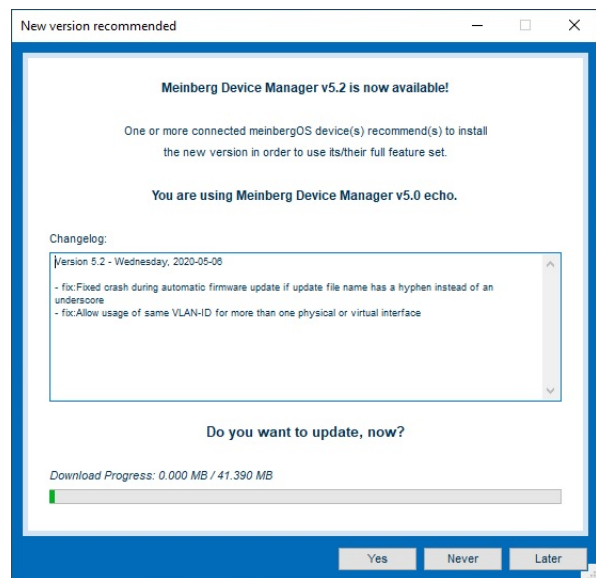 New version recommended
Meinberg Device Manager v5.2 is now available!
One or more connected meinbergOS device(s) recommend(s) to install
the new version in order to use its/their full feature set.
You are using Meinberg Device Manager v5.0 echo.
Changelog:
Version 5.2 - Wednesday, 2020-05-06
- fix:Fixed crash during automatic firmware update if update file name has a hyphen instead of an
underscore
- fix:Allow usage of same VLAN-ID for more than one physical or virtual interface
Do you want to update, now?
Download Progress: 0.000 MB / 41.390 MB
Yes
Never
Later